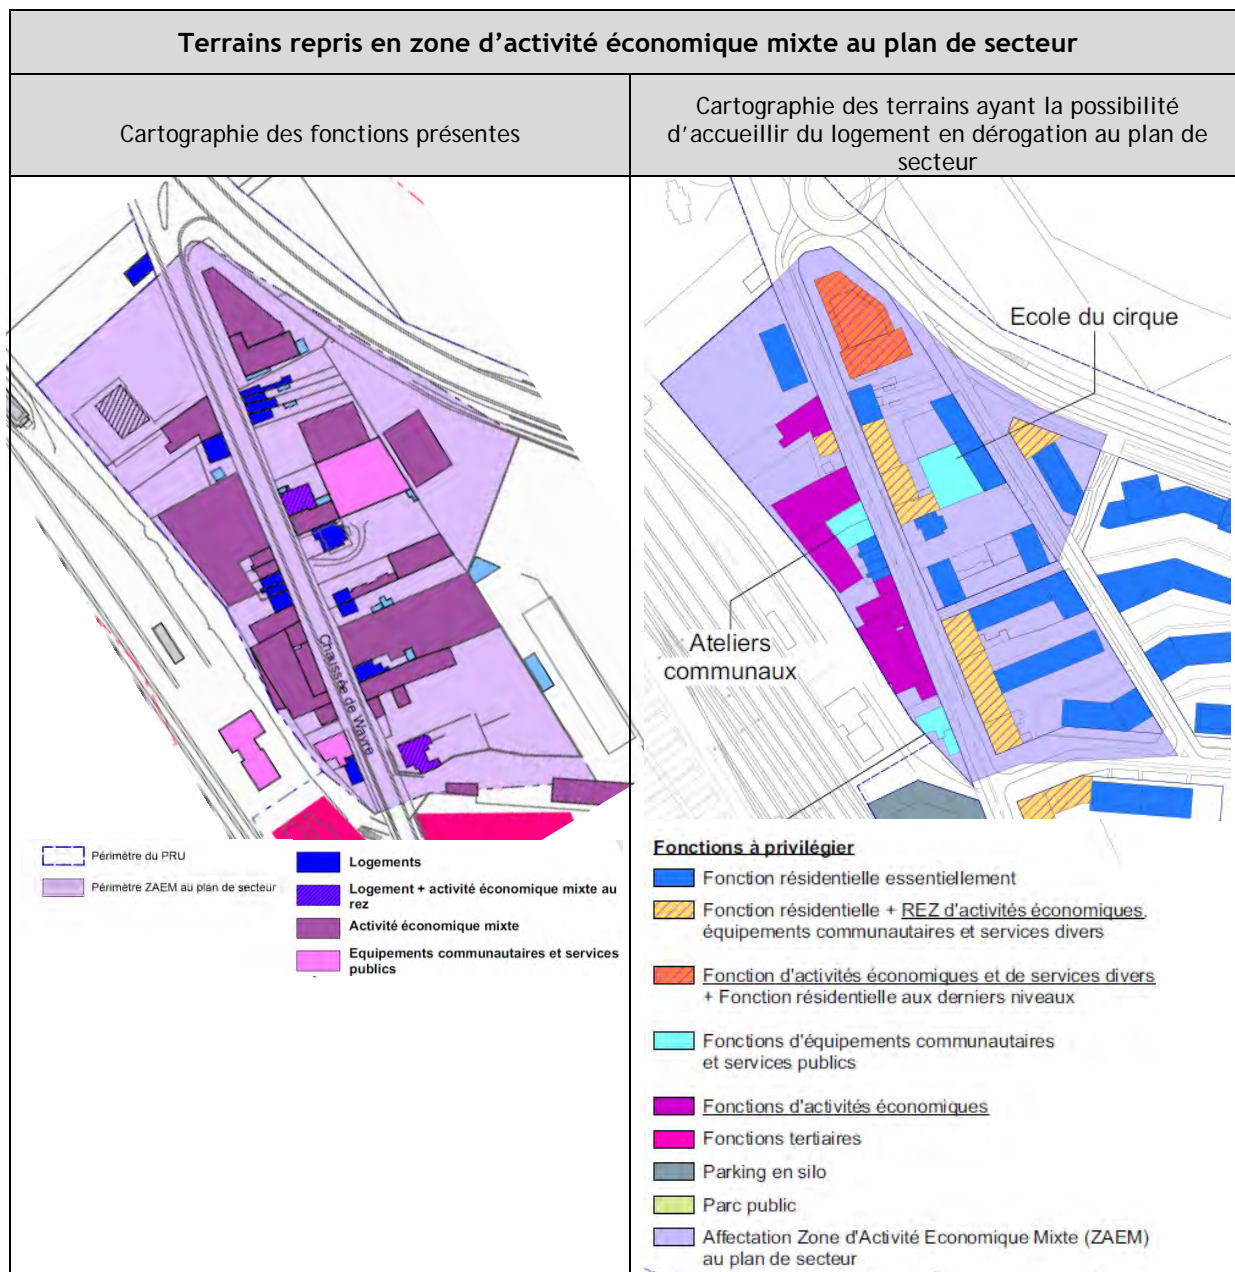 Terrains repris en zone d'activité économique mixte au plan de secteur
Cartographie des fonctions présentes
Cartographie des terrains ayant la possibilité
d'accueillir du logement en dérogation au plan de
secteur
Chaussée de Wavre
Périmètre du PRU
Périmètre ZAEM au plan de secteur
Logements
Logement + activité économique mixte au
rez
Activité économique mixte
Equipements communautaires et services
publics
Ecole du cirque
Ateliers
communaux
Fonctions à privilégier
Fonction résidentielle essentiellement
Fonction résidentielle + REZ d'activités économiques,
équipements communautaires et services divers
Fonction d'activités économiques et de services divers
+ Fonction résidentielle aux derniers niveaux
Fonctions d'équipements communautaires
et services publics
Fonctions d'activités économiques
Fonctions tertiaires
Parking en silo
Parc public
Affectation Zone d'Activité Economique Mixte (ZAEM)
au plan de secteur